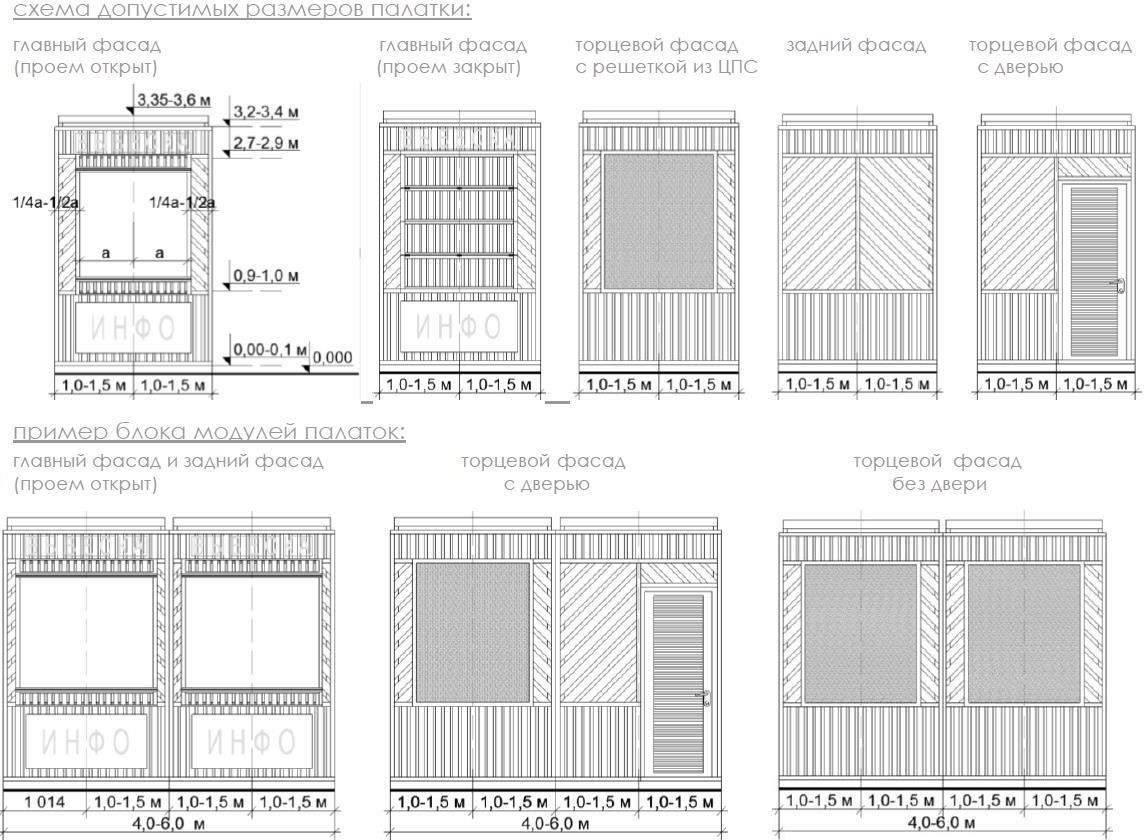 схема допустимых размеров палатки:
главный фасад
(проем открыт)
главный фасад
(проем закрыт)
торцевой фасад
с решеткой из ЦПС
задний фасад
торцевой фасад
с дверью
3,35-3,6 м
3,2-3,4 м
2,7-2,9 м
ВЫВЕСКА
ВЫВЕСКА
1/4a-1/2a
1/4a-1/2a
a
a
0,9-1,0 м
ИНФО
ИНФО
0,00-0,1 м
0,000
1,0-1,5 м
1,0-1,5 м
1,0-1,5 м
1,0-1,5 м
1,0-1,5 м
1,0-1,5 м
1,0-1,5 м
1,0-1,5 м
1,0-1,5 м
1,0-1,5 м
пример блока модулей палаток:
главный фасад и задний фасад
(проем открыт)
торцевой фасад
с дверью
торцевой фасад
без двери
ВЫВЕСКА
ВЫВЕСКА
ИНФО
ИНФО
1 014
1,0-1,5 м
1,0-1,5 м
1,0-1,5 м
4,0-6,0 м
1,0-1,5 м
1,0-1,5 м
1,0-1,5 м
1,0-1,5 м
4,0-6,0 м
1,0-1,5 м
1,0-1,5 м
1,0-1,5 м
1,0-1,5 м
4,0-6,0 м